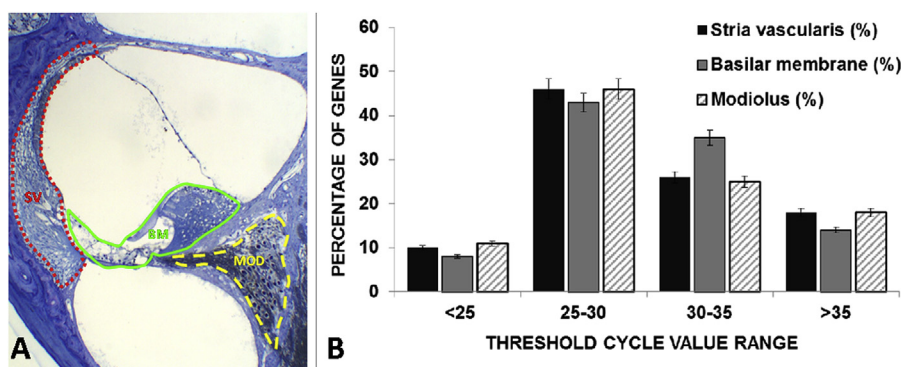 SV
BM
MOD
A
Stria vascularis (%)
Basilar membrane (%)
Modiolus (%)
PERCENTAGE OF GENES
60
50
40
30
20
10
0
<25
25-30
30-35
>35
THRESHOLD CYCLE VALUE RANGE
B